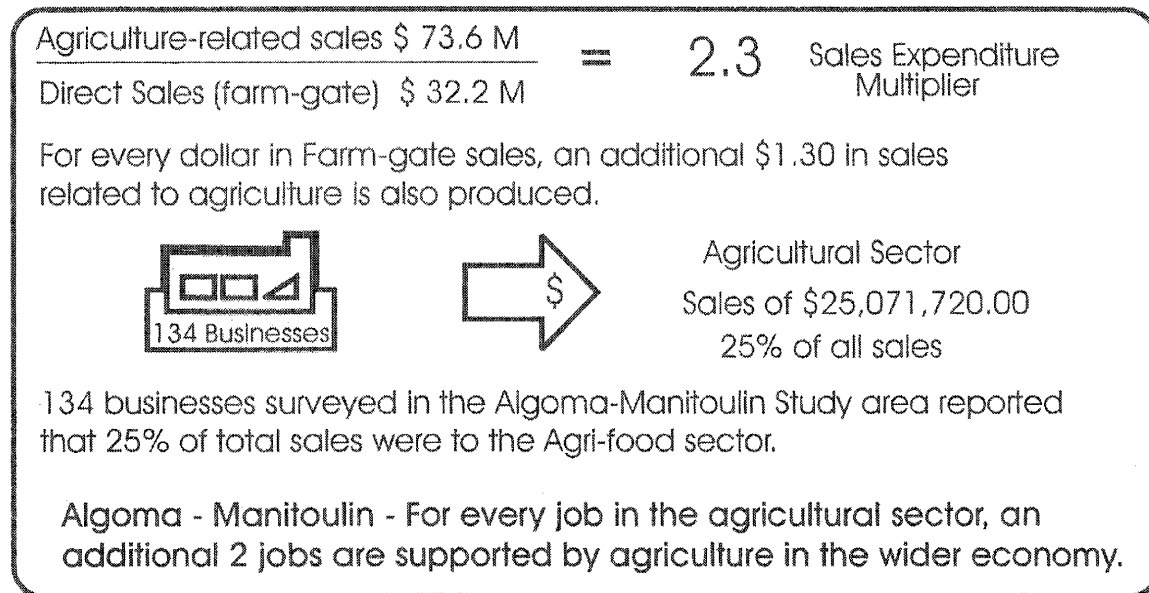 Agriculture-related sales $ 73.6 M
Direct Sales (farm-gate) $ 32.2 M
= 2.3 Sales Expenditure
Multiplier
For every dollar in Farm-gate sales, an additional $1.30 in sales
related to agriculture is also produced.
134 Businesses
$
Agricultural Sector
Sales of $25,071,720.00
25% of all sales
134 businesses surveyed in the Algoma-Manitoulin Study area reported
that 25% of total sales were to the Agri-food sector.
Algoma - Manitoulin - For every job in the agricultural sector, an
additional 2 jobs are supported by agriculture in the wider economy.